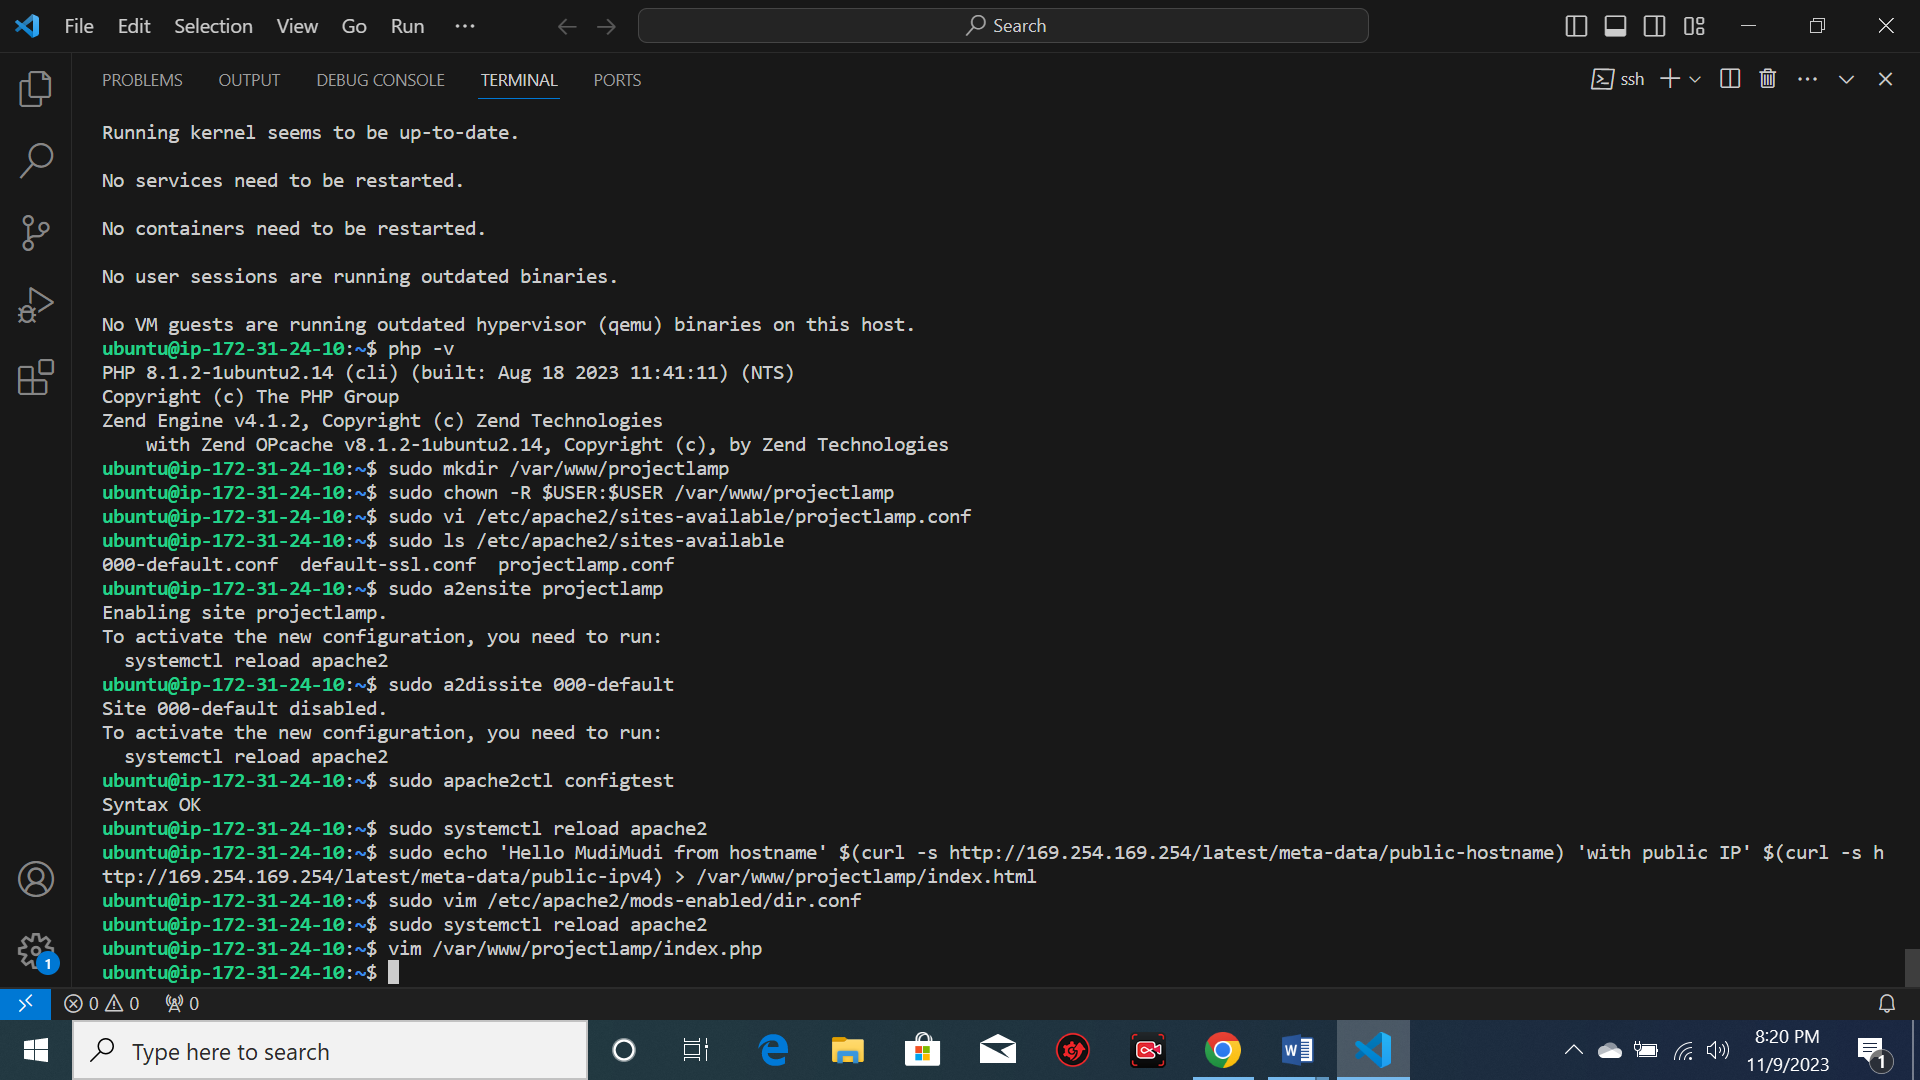 File Edit Selection View Go Run ···
Search
PROBLEMS OUTPUT DEBUG CONSOLE TERMINAL PORTS
ssh
Running kernel seems to be up-to-date.
No services need to be restarted.
No containers need to be restarted.
No user sessions are running outdated binaries.
No VM guests are running outdated hypervisor (qemu) binaries on this host.
ubuntu@ip-172-31-24-10:~$ php -v
PHP 8.1.2-1ubuntu2.14 (cli) (built: Aug 18 2023 11:41:11) (NTS)
Copyright (c) The PHP Group
Zend Engine v4.1.2, Copyright (c) Zend Technologies
    with Zend OPcache v8.1.2-1ubuntu2.14, Copyright (c), by Zend Technologies
ubuntu@ip-172-31-24-10:~$ sudo mkdir /var/www/projectlamp
ubuntu@ip-172-31-24-10:~$ sudo chown -R $USER:$USER /var/www/projectlamp
ubuntu@ip-172-31-24-10:~$ sudo vi /etc/apache2/sites-available/projectlamp.conf
ubuntu@ip-172-31-24-10:~$ sudo ls /etc/apache2/sites-available
000-default.conf  default-ssl.conf  projectlamp.conf
ubuntu@ip-172-31-24-10:~$ sudo a2ensite projectlamp
Enabling site projectlamp.
To activate the new configuration, you need to run:
  systemctl reload apache2
ubuntu@ip-172-31-24-10:~$ sudo a2dissite 000-default
Site 000-default disabled.
To activate the new configuration, you need to run:
  systemctl reload apache2
ubuntu@ip-172-31-24-10:~$ sudo apache2ctl configtest
Syntax OK
ubuntu@ip-172-31-24-10:~$ sudo systemctl reload apache2
ubuntu@ip-172-31-24-10:~$ sudo echo 'Hello MudiMudi from hostname' $(curl -s http://169.254.169.254/latest/meta-data/public-hostname) 'with public IP' $(curl -s h
ttp://169.254.169.254/latest/meta-data/public-ipv4) > /var/www/projectlamp/index.html
ubuntu@ip-172-31-24-10:~$ sudo vim /etc/apache2/mods-enabled/dir.conf
ubuntu@ip-172-31-24-10:~$ sudo systemctl reload apache2
ubuntu@ip-172-31-24-10:~$ vim /var/www/projectlamp/index.php
ubuntu@ip-172-31-24-10:~$
1
0 0 0
Type here to search
W
8:20 PM
11/9/2023
1